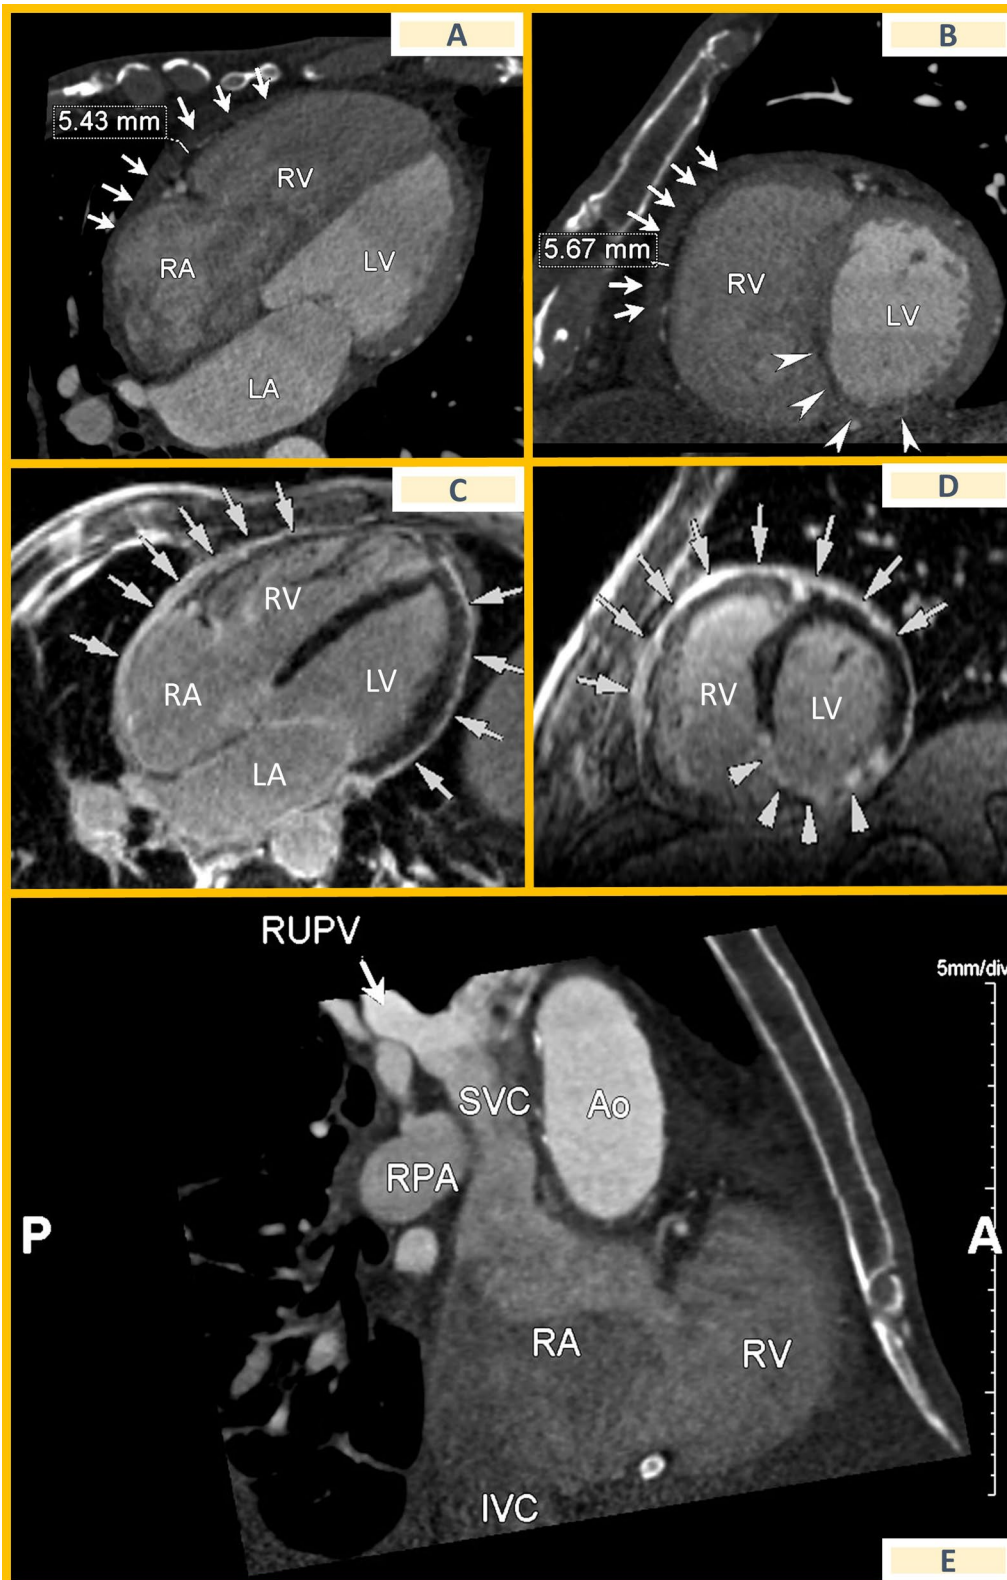 A
5.43 mm
RV
RA
LV
LA
B
5.67 mm
RV
LV
C
RV
RA
LV
LA
D
RV
LV
RUPV
5mm/div
SVC
Ao
RPA
P
A
RA
RV
IVC
E